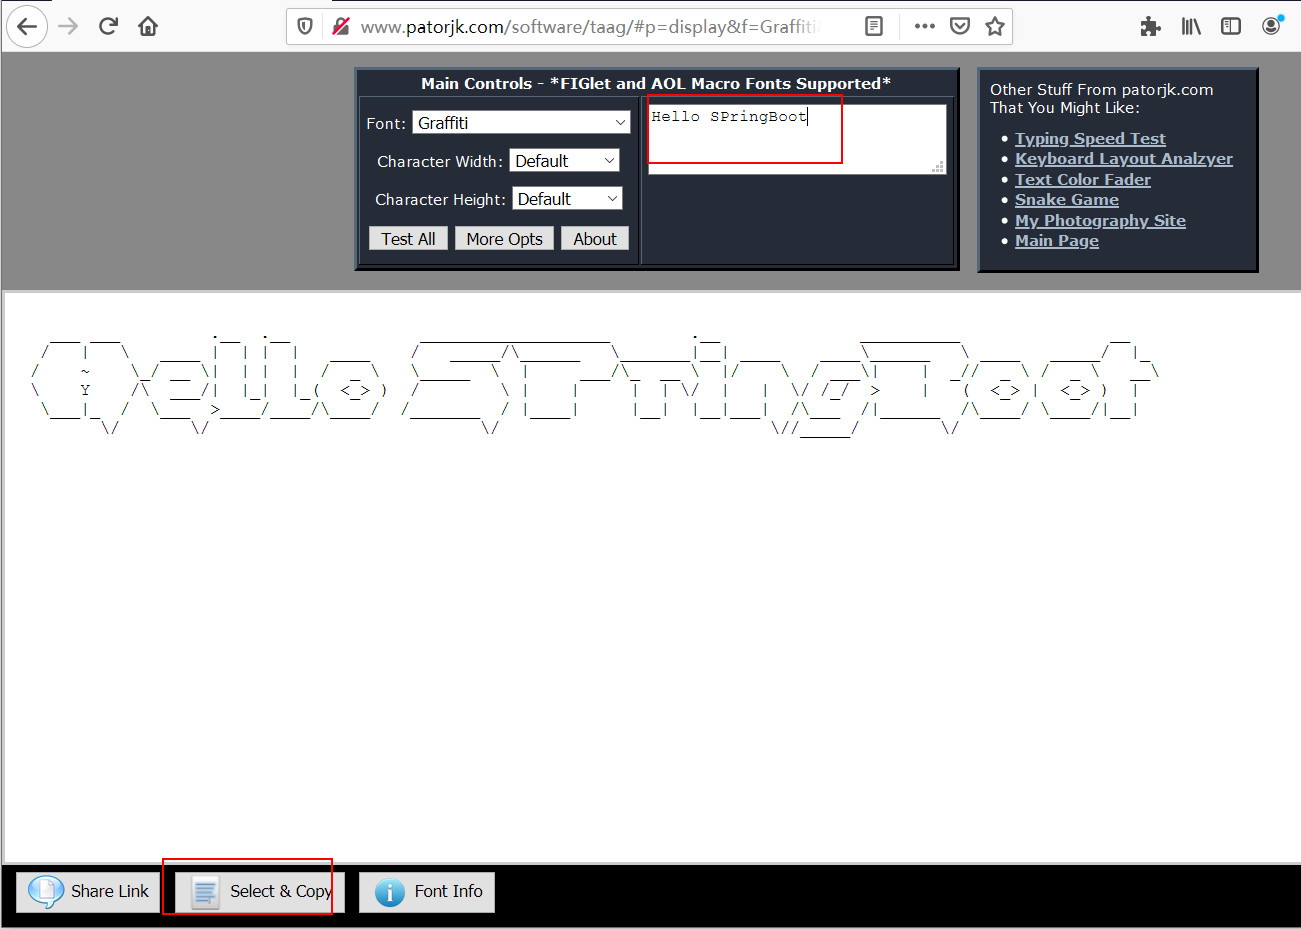 www.patorjk.com/software/taag/#p=display&f=Graffiti
Main Controls - *FIGlet and AOL Macro Fonts Supported*
Font: Graffiti
Character Width: Default
Character Height: Default
Test All More Opts About
Hello SPringBoot
Other Stuff From patorjk.com
That You Might Like:
• Typing Speed Test
• Keyboard Layout Analzyer
• Text Color Fader
• Snake Game
• My Photography Site
• Main Page
Hello SPringBoot
Share Link Select & Copy Font Info